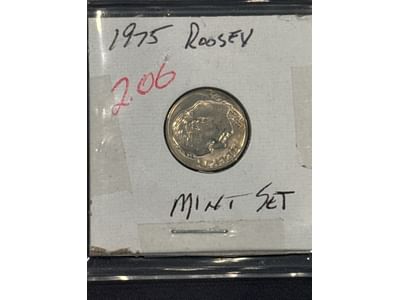 1975 ROOSEV
2.06
MINT SET